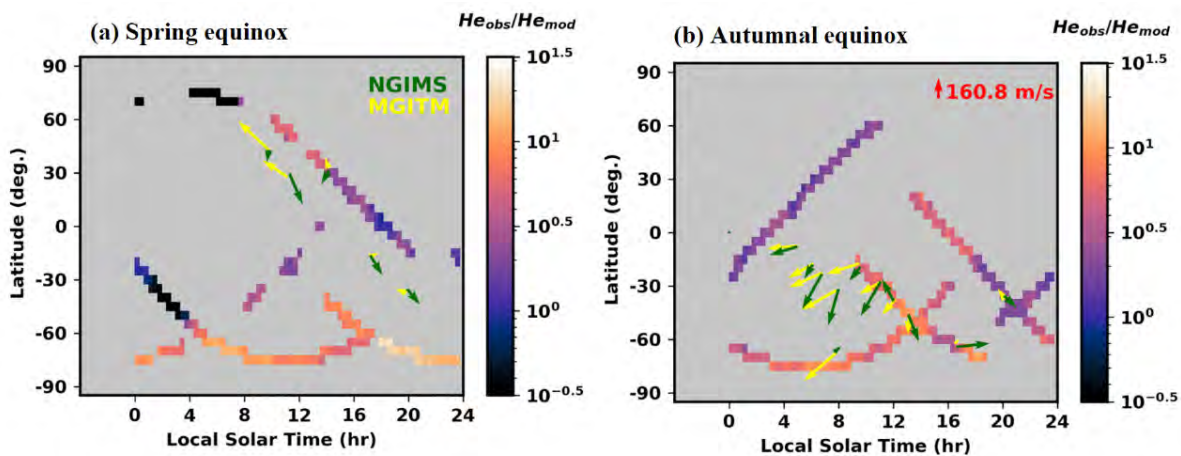 (a) Spring equinox
He_obs/He_mod
90
60
30
0
-30
-60
-90
Latitude (deg.)
NGIMS
MGITM
0 4 8 12 16 20 24
Local Solar Time (hr)
10^1.5
10^1
10^0.5
10^0
10^-0.5
(b) Autumnal equinox
He_obs/He_mod
90
60
30
0
-30
-60
-90
Latitude (deg.)
160.8 m/s
0 4 8 12 16 20 24
Local Solar Time (hr)
10^1.5
10^1
10^0.5
10^0
10^-0.5